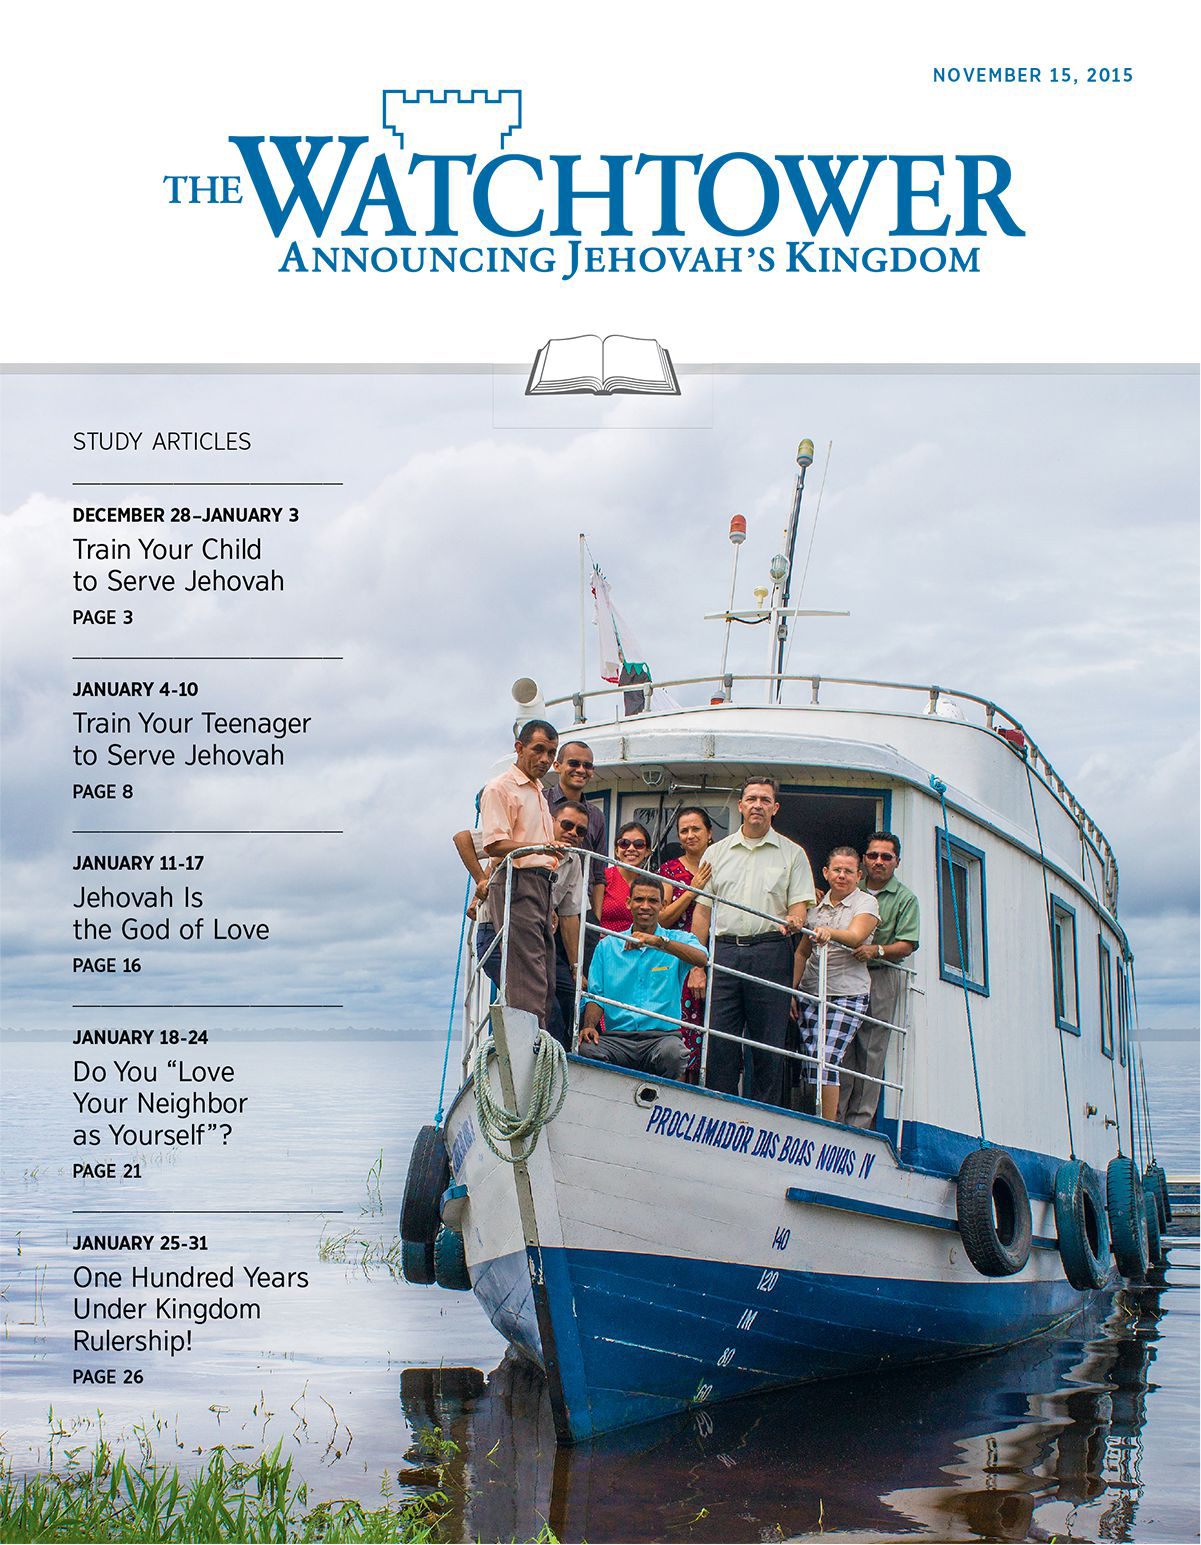 NOVEMBER 15, 2015
THE WATCHTOWER
ANNOUNCING JEHOVAH'S KINGDOM
STUDY ARTICLES
DECEMBER 28–JANUARY 3
Train Your Child
to Serve Jehovah
PAGE 3
JANUARY 4-10
Train Your Teenager
to Serve Jehovah
PAGE 8
JANUARY 11-17
Jehovah Is
the God of Love
PAGE 16
JANUARY 18-24
Do You “Love
Your Neighbor
as Yourself”?
PAGE 21
JANUARY 25-31
One Hundred Years
Under Kingdom
Rulership!
PAGE 26
PROCLAMADOR DAS BOAS NOVAS IV
140
120
1M
80
60